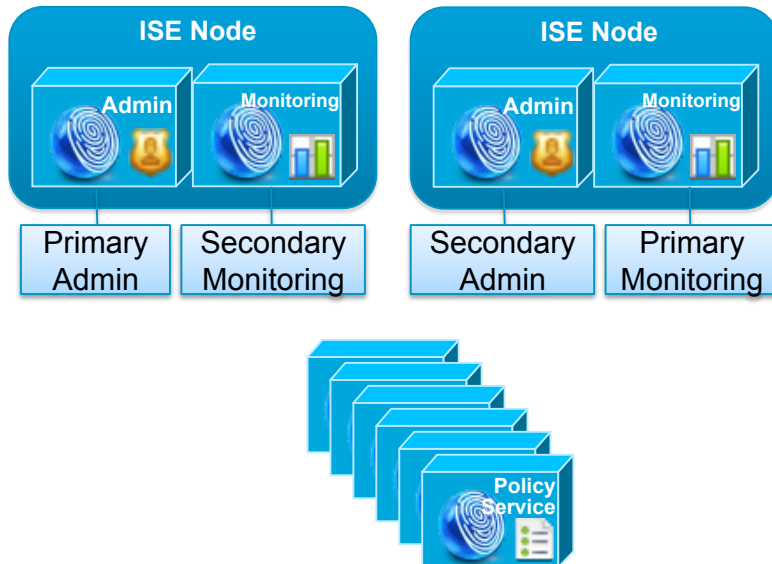 ISE Node
Admin
Monitoring
Primary
Admin
Secondary
Monitoring
ISE Node
Admin
Monitoring
Secondary
Admin
Primary
Monitoring
Policy
Service